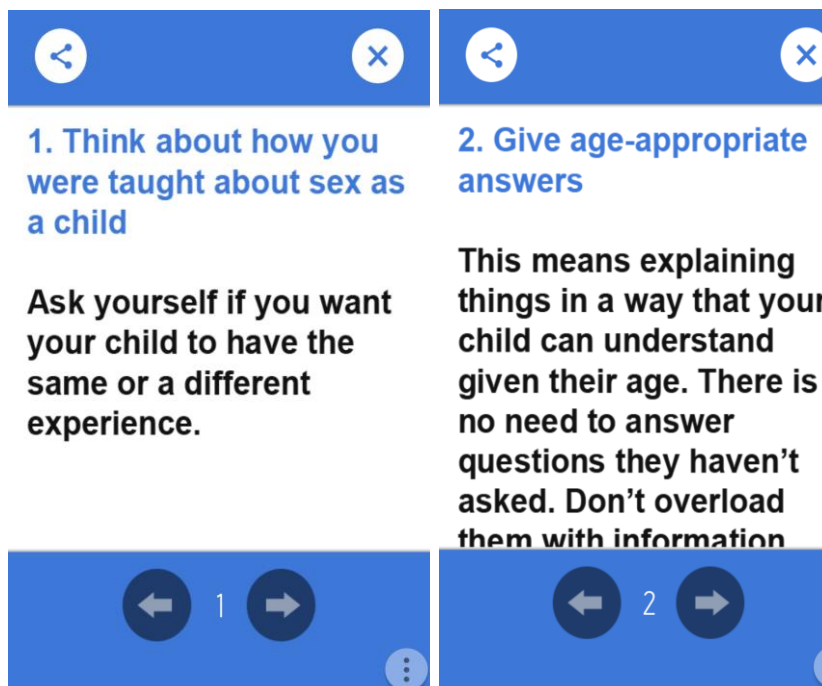 1. Think about how you
were taught about sex as
a child
Ask yourself if you want
your child to have the
same or a different
experience.
1
2. Give age-appropriate
answers
This means explaining
things in a way that your
child can understand
given their age. There is
no need to answer
questions they haven’t
asked. Don’t overload
them with information
2